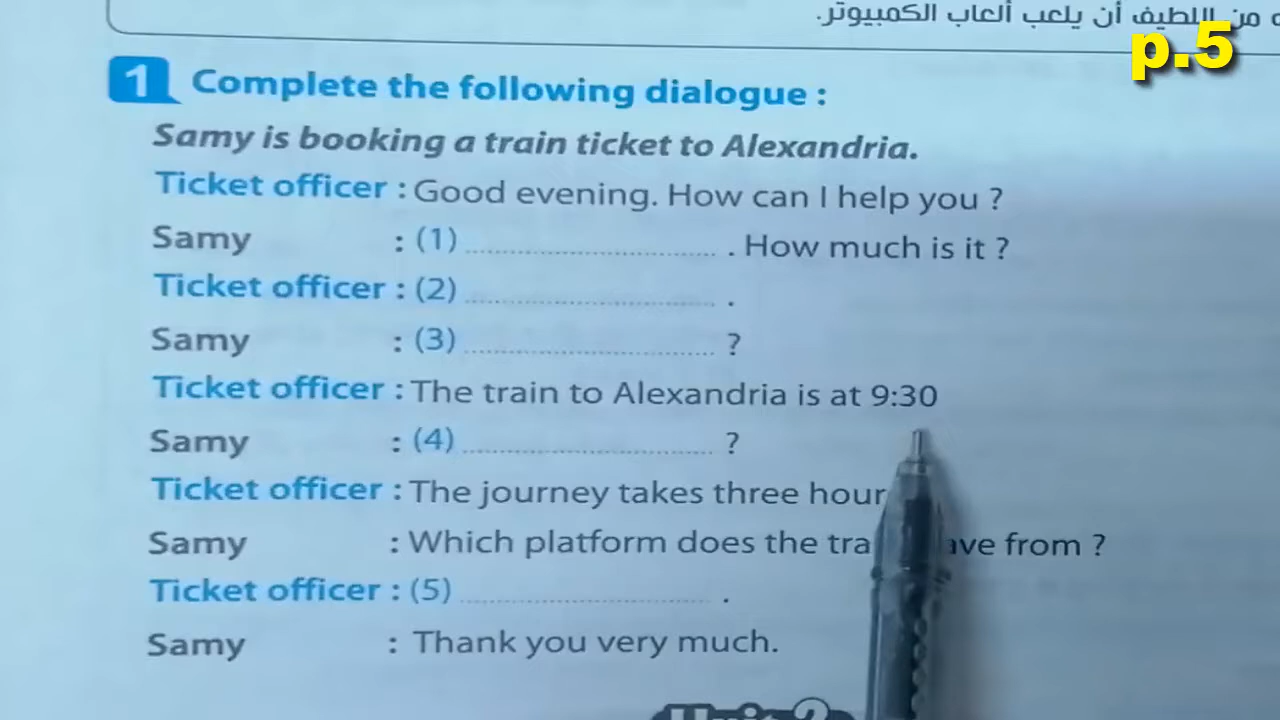 من اللطيف أن يلعب ألعاب الكمبيوتر.
p.5
1 Complete the following dialogue :
Samy is booking a train ticket to Alexandria.
Ticket officer : Good evening. How can I help you ?
Samy : (1) ........................ . How much is it ?
Ticket officer : (2) ........................ .
Samy : (3) ........................ ?
Ticket officer : The train to Alexandria is at 9:30
Samy : (4) ........................ ?
Ticket officer : The journey takes three hour
Samy : Which platform does the from ?
Ticket officer : (5) ........................ .
Samy : Thank you very much.